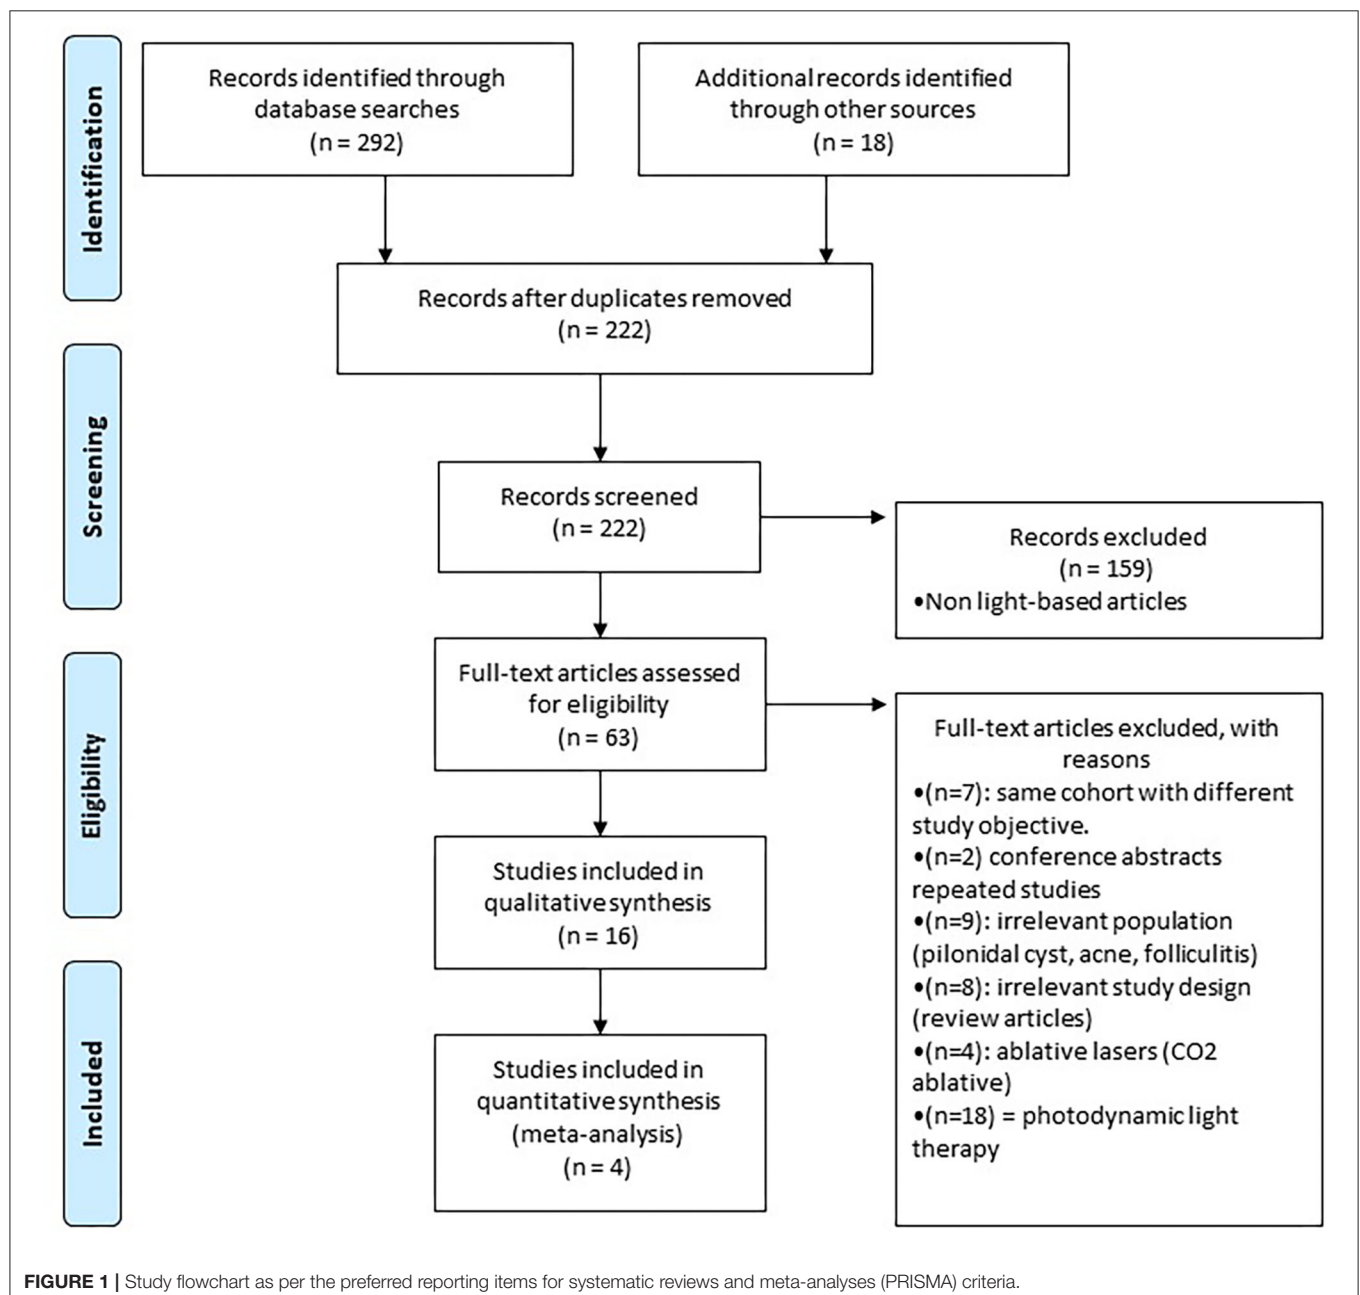 Identification
Records identified through
database searches
(n = 292)
Additional records identified
through other sources
(n = 18)
Records after duplicates removed
(n = 222)
Screening
Records screened
(n = 222)
Records excluded
(n = 159)
•Non light-based articles
Eligibility
Full-text articles assessed
for eligibility
(n = 63)
Full-text articles excluded, with
reasons
•(n=7): same cohort with different
study objective.
•(n=2) conference abstracts
repeated studies
•(n=9): irrelevant population
(pilonidal cyst, acne, folliculitis)
•(n=8): irrelevant study design
(review articles)
•(n=4): ablative lasers (CO2
ablative)
•(n=18) = photodynamic light
therapy
Studies included in
qualitative synthesis
(n = 16)
Included
Studies included in
quantitative synthesis
(meta-analysis)
(n = 4)
FIGURE 1 | Study flowchart as per the preferred reporting items for systematic reviews and meta-analyses (PRISMA) criteria.